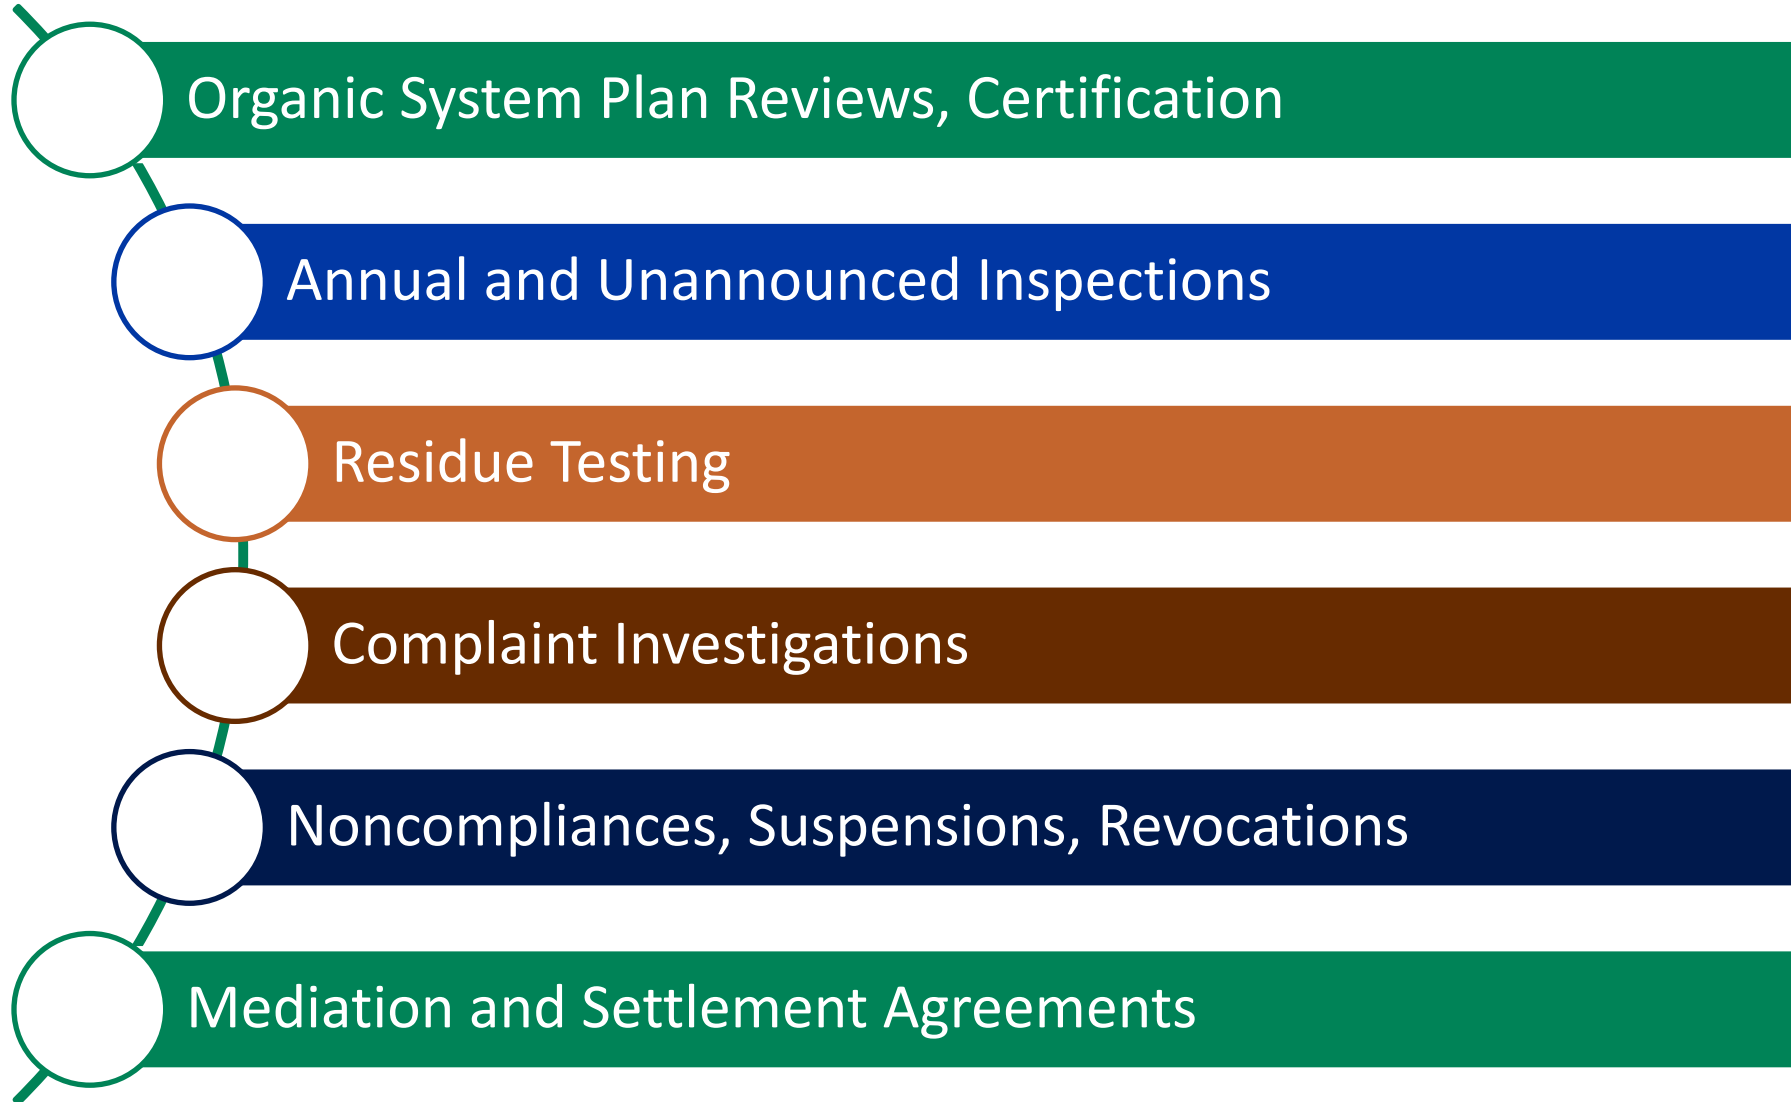 Organic System Plan Reviews, Certification
Annual and Unannounced Inspections
Residue Testing
Complaint Investigations
Noncompliances, Suspensions, Revocations
Mediation and Settlement Agreements